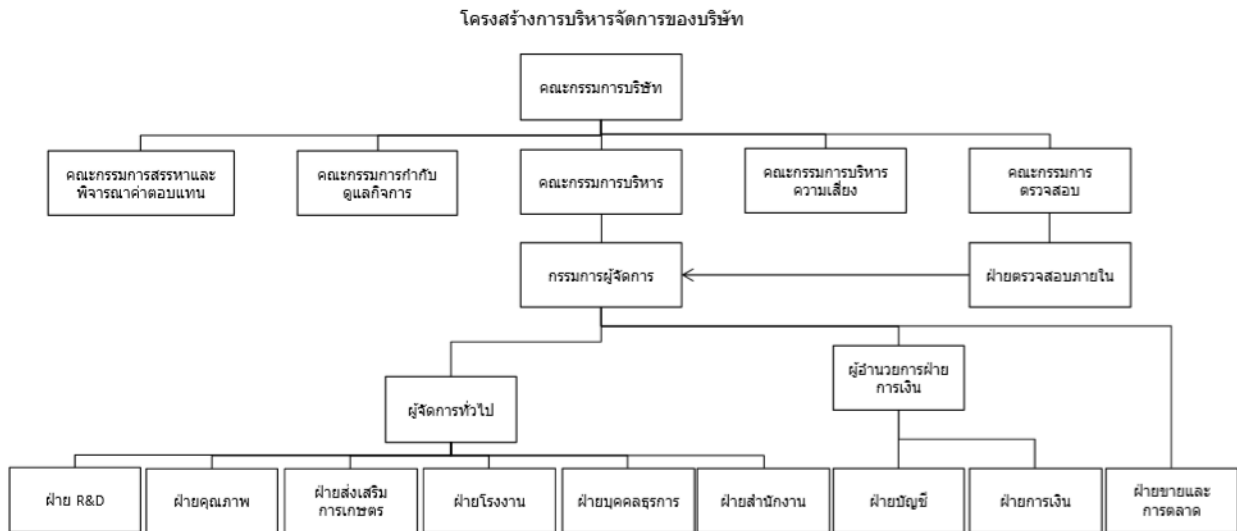 โครงสร้างการบริหารจัดการของบริษัท
คณะกรรมการบริษัท
คณะกรรมการสรรหาและ
พิจารณาค่าตอบแทน
คณะกรรมการกำกับ
ดูแลกิจการ
คณะกรรมการบริหาร
คณะกรรมการบริหาร
ความเสี่ยง
คณะกรรมการ
ตรวจสอบ
กรรมการผู้จัดการ
ฝ่ายตรวจสอบภายใน
ผู้จัดการทั่วไป
ผู้อำนวยการฝ่าย
การเงิน
ฝ่าย R&D
ฝ่ายคุณภาพ
ฝ่ายส่งเสริม
การเกษตร
ฝ่ายโรงงาน
ฝ่ายบุคคลธุรการ
ฝ่ายสำนักงาน
ฝ่ายบัญชี
ฝ่ายการเงิน
ฝ่ายขายและ
การตลาด